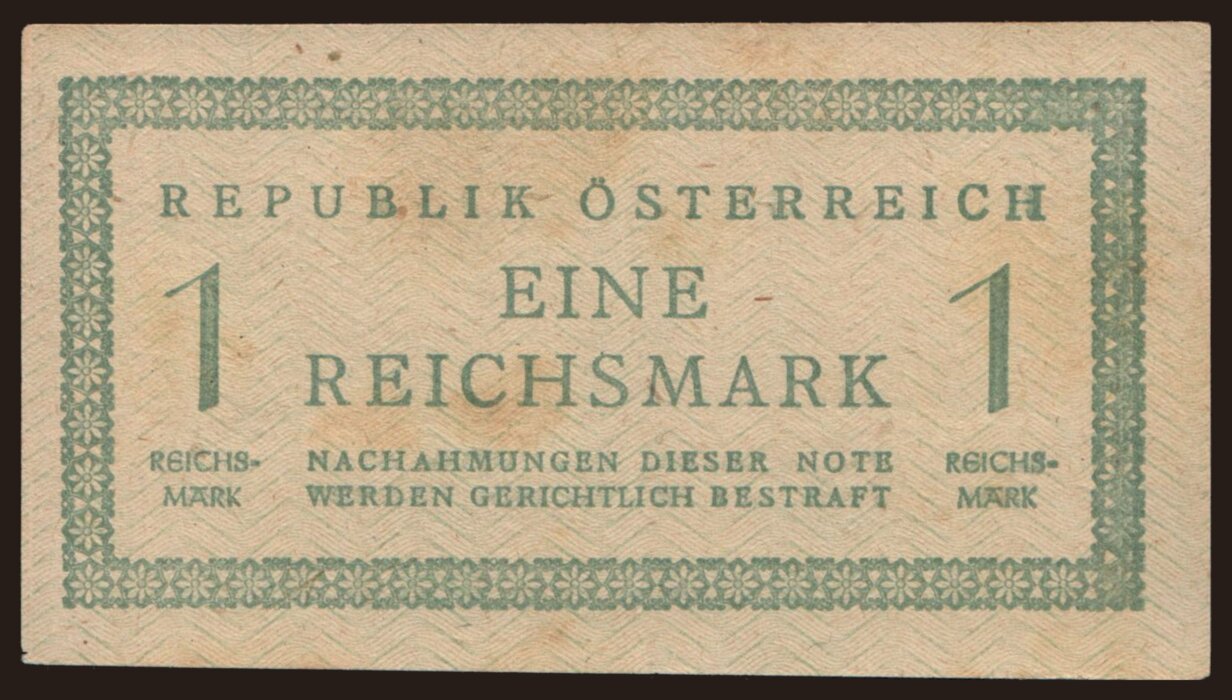 REPUBLIK ÖSTERREICH
1 EINE 1
REICHSMARK
REICHS- NACHAHMUNGEN DIESER NOTE REICHS-
MARK WERDEN GERICHTLICH BESTRAFT MARK